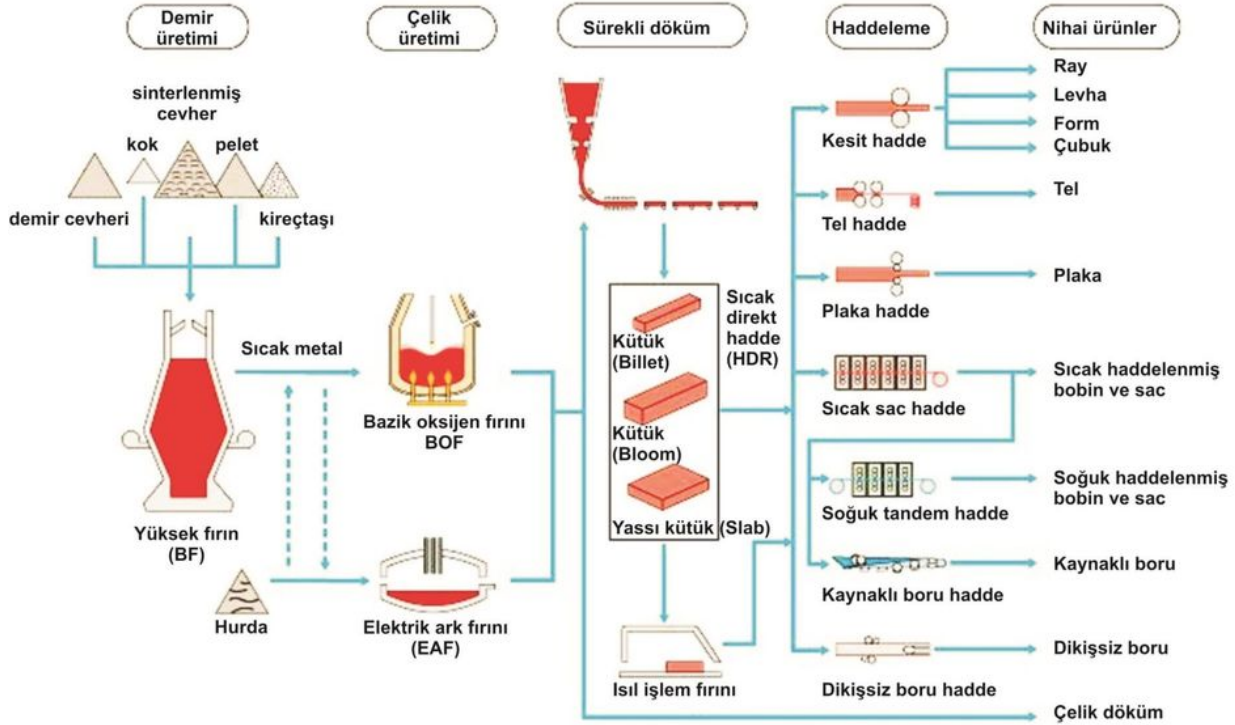 Demir
üretimi
Çelik
üretimi
Sürekli döküm
Haddeleme
Nihai ürünler
sinterlenmiş
cevher
kok
pelet
demir cevheri
kireçtaşı
Sıcak metal
Yüksek fırın
(BF)
Hurda
Bazik oksijen fırını
BOF
Elektrik ark fırını
(EAF)
Kütük
(Billet)
Sıcak
direkt
hadde
(HDR)
Kütük
(Bloom)
Yassı kütük (Slab)
Isıl işlem fırını
Kesit hadde
Tel hadde
Plaka hadde
Sıcak sac hadde
Soğuk tandem hadde
Kaynaklı boru hadde
Dikişsiz boru hadde
Ray
Levha
Form
Çubuk
Tel
Plaka
Sıcak haddelenmiş
bobin ve sac
Soğuk haddelenmiş
bobin ve sac
Kaynaklı boru
Dikişsiz boru
Çelik döküm